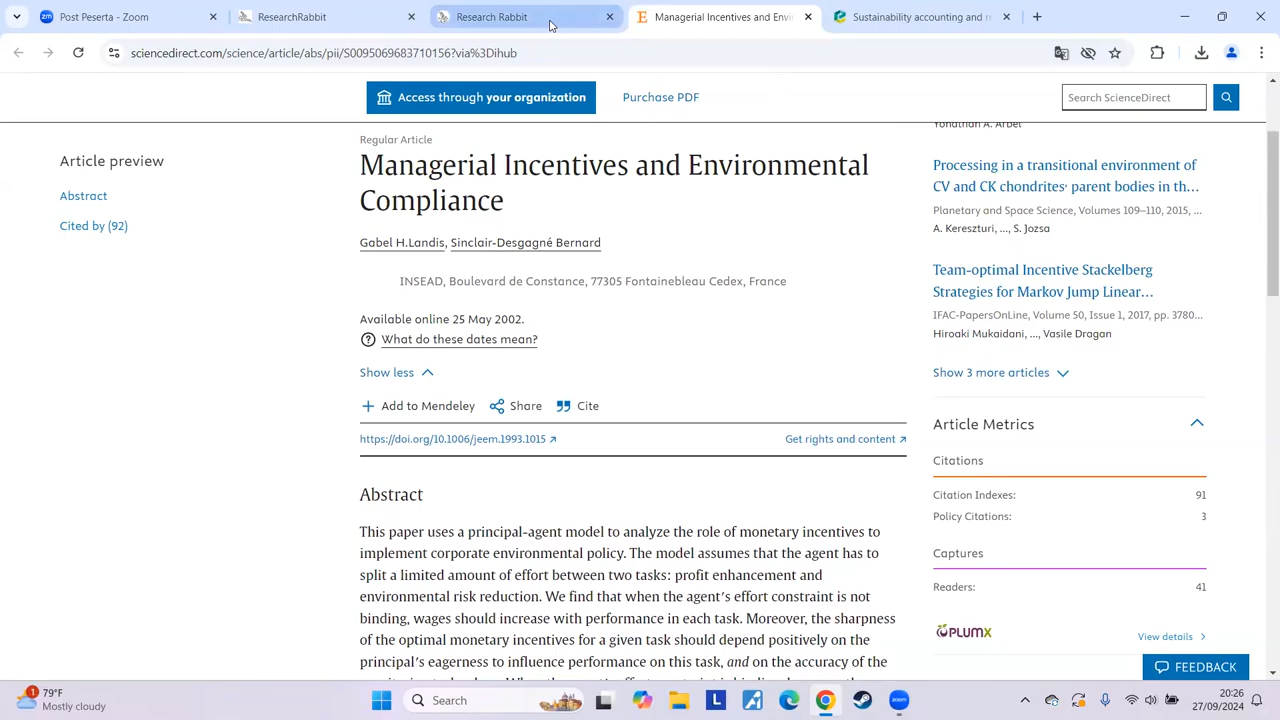 Post Peserta - Zoom
ResearchRabbit
Research Rabbit
Managerial Incentives and Envi
Sustainability accounting and re
sciencedirect.com/science/article/abs/pii/S0095069683710156?via%3Dihub
Access through your organization
Purchase PDF
Search ScienceDirect
Article preview
Abstract
Cited by (92)
Regular Article
Managerial Incentives and Environmental
Compliance
Gabel H.Landis, Sinclair-Desgagné Bernard
INSEAD, Boulevard de Constance, 77305 Fontainebleau Cedex, France
Available online 25 May 2002.
What do these dates mean?
Show less
Add to Mendeley
Share
Cite
https://doi.org/10.1006/jeem.1993.1015
Get rights and content
Abstract
This paper uses a principal-agent model to analyze the role of monetary incentives to
implement corporate environmental policy. The model assumes that the agent has to
split a limited amount of effort between two tasks: profit enhancement and
environmental risk reduction. We find that when the agent's effort constraint is not
binding, wages should increase with performance in each task. Moreover, the sharpness
of the optimal monetary incentives for a given task should depend positively on the
principal's eagerness to influence performance on this task, and on the accuracy of the
Yonathan A. Arbel
Processing in a transitional environment of
CV and CK chondrites' parent bodies in th...
Planetary and Space Science, Volumes 109–110, 2015, ...
A. Kereszturi, ..., S. Jozsa
Team-optimal Incentive Stackelberg
Strategies for Markov Jump Linear...
IFAC-PapersOnLine, Volume 50, Issue 1, 2017, pp. 3780...
Hiroaki Mukaidani, ..., Vasile Dragan
Show 3 more articles
Article Metrics
Citations
Citation Indexes: 91
Policy Citations: 3
Captures
Readers: 41
PLUMX
View details
FEEDBACK
1
79°F
Mostly cloudy
Search
L
zoom
20:26
27/09/2024